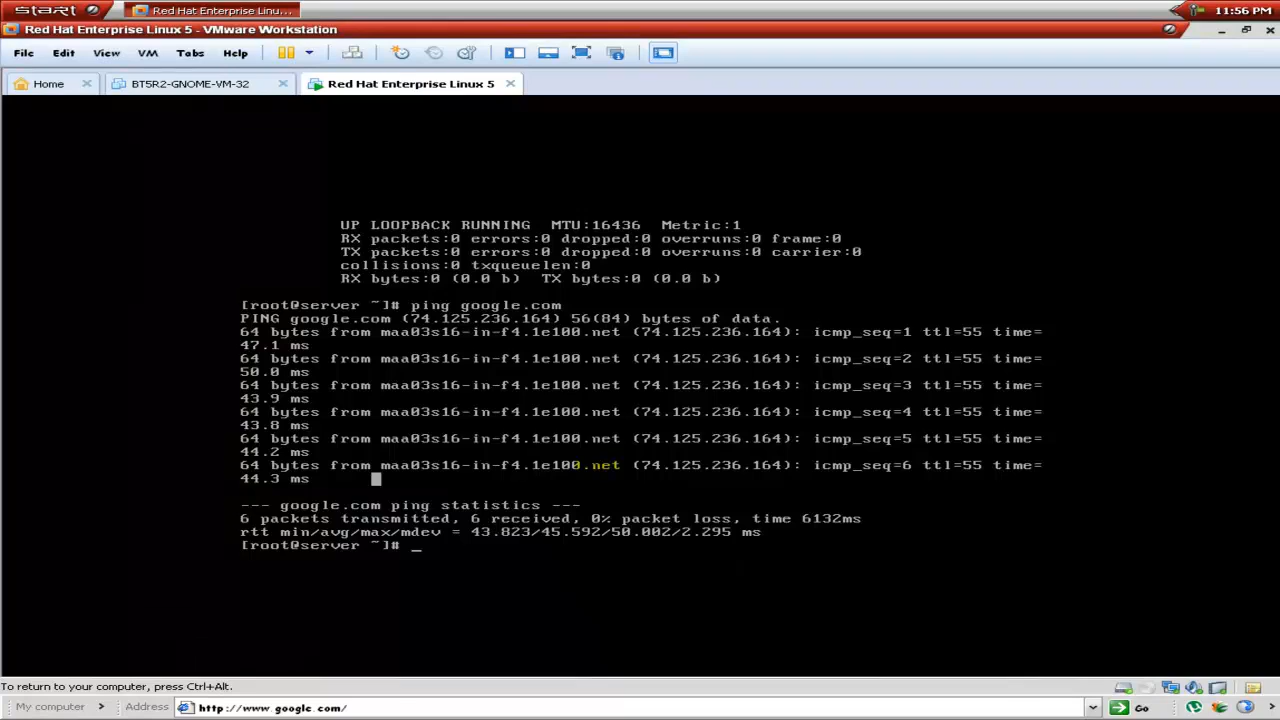 start Red Hat Enterprise Linu... 11:56 PM
Red Hat Enterprise Linux 5 - VMware Workstation
File Edit View VM Tabs Help
Home BT5R2-GNOME-VM-32 Red Hat Enterprise Linux 5
UP LOOPBACK RUNNING  MTU:16436  Metric:1
RX packets:0 errors:0 dropped:0 overruns:0 frame:0
TX packets:0 errors:0 dropped:0 overruns:0 carrier:0
collisions:0 txqueuelen:0
RX bytes:0 (0.0 b)  TX bytes:0 (0.0 b)
[root@server ~]# ping google.com
PING google.com (74.125.236.164) 56(84) bytes of data.
64 bytes from maa03s16-in-f4.1e100.net (74.125.236.164): icmp_seq=1 ttl=55 time=
47.1 ms
64 bytes from maa03s16-in-f4.1e100.net (74.125.236.164): icmp_seq=2 ttl=55 time=
50.0 ms
64 bytes from maa03s16-in-f4.1e100.net (74.125.236.164): icmp_seq=3 ttl=55 time=
43.9 ms
64 bytes from maa03s16-in-f4.1e100.net (74.125.236.164): icmp_seq=4 ttl=55 time=
43.8 ms
64 bytes from maa03s16-in-f4.1e100.net (74.125.236.164): icmp_seq=5 ttl=55 time=
44.2 ms
64 bytes from maa03s16-in-f4.1e100.net (74.125.236.164): icmp_seq=6 ttl=55 time=
44.3 ms
--- google.com ping statistics ---
6 packets transmitted, 6 received, 0% packet loss, time 6132ms
rtt min/avg/max/mdev = 43.823/45.592/50.002/2.295 ms
[root@server ~]# _
To return to your computer, press Ctrl+Alt.
My computer > Address http://www.google.com/ Go >